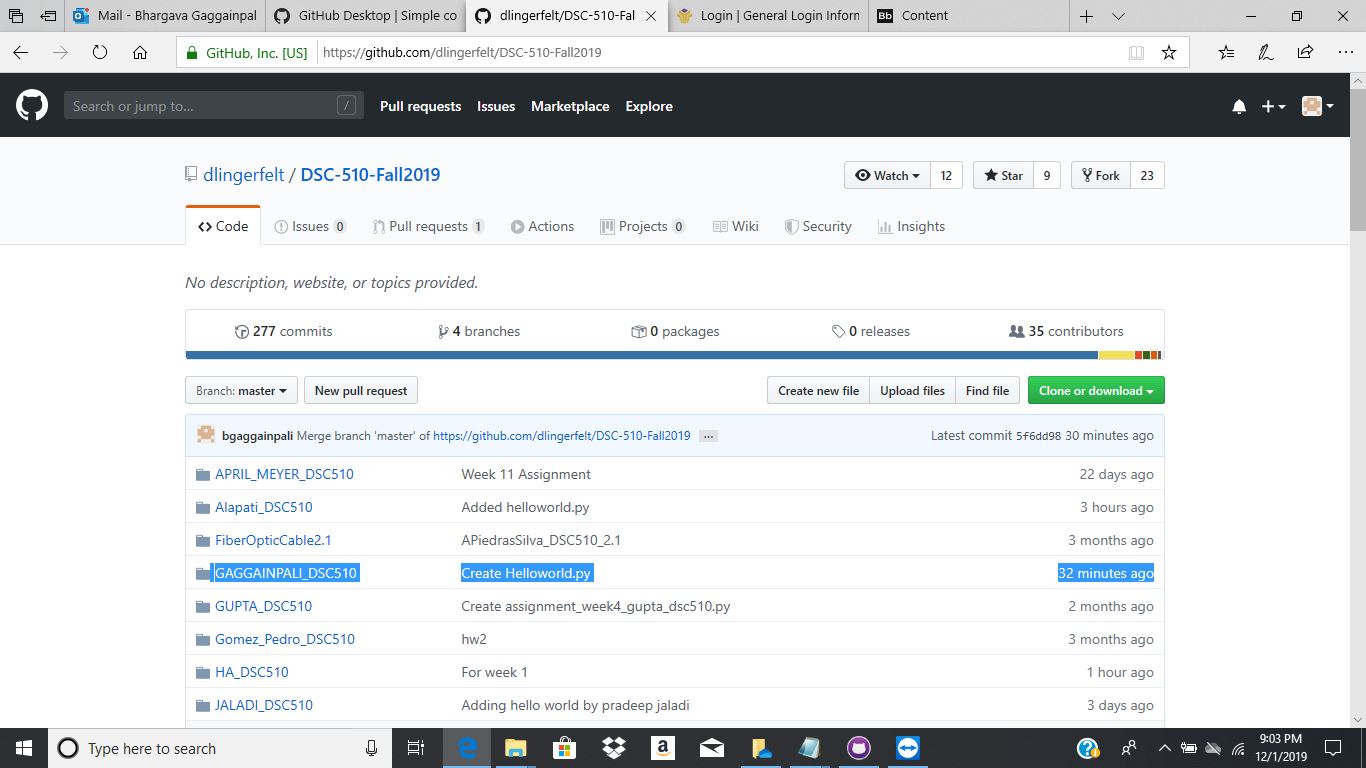 Mail - Bhargava Gaggainpal
GitHub Desktop | Simple co
dlingerfelt/DSC-510-Fal
Login | General Login Inforn
Bb Content
GitHub, Inc. [US] https://github.com/dlingerfelt/DSC-510-Fall2019
Search or jump to... / Pull requests Issues Marketplace Explore
dlingerfelt / DSC-510-Fall2019 Watch 12 Star 9 Fork 23
Code Issues 0 Pull requests 1 Actions Projects 0 Wiki Security Insights
No description, website, or topics provided.
277 commits 4 branches 0 packages 0 releases 35 contributors
Branch: master New pull request Create new file Upload files Find file Clone or download
bgaggainpali Merge branch 'master' of https://github.com/dlingerfelt/DSC-510-Fall2019 ... Latest commit 5f6dd98 30 minutes ago
APRIL_MEYER_DSC510 Week 11 Assignment 22 days ago
Alapati_DSC510 Added helloworld.py 3 hours ago
FiberOpticCable2.1 APiedrasSilva_DSC510_2.1 3 months ago
GAGGAINPALI_DSC510 Create Helloworld.py 32 minutes ago
GUPTA_DSC510 Create assignment_week4_gupta_dsc510.py 2 months ago
Gomez_Pedro_DSC510 hw2 3 months ago
HA_DSC510 For week 1 1 hour ago
JALADI_DSC510 Adding hello world by pradeep jaladi 3 days ago
Type here to search
9:03 PM
12/1/2019